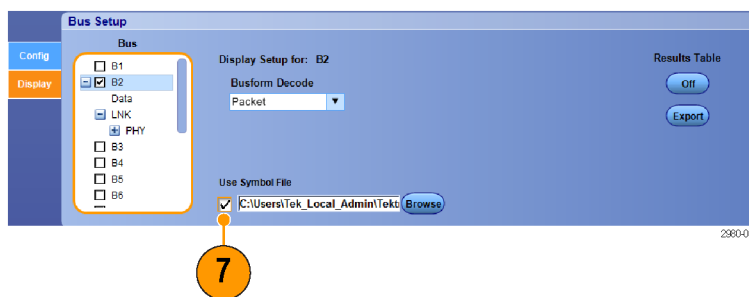 Bus Setup
Config
Display
Bus
B1
B2
Data
LNK
PHY
B3
B4
B5
B6
Display Setup for: B2
Busform Decode
Packet
Use Symbol File
C:\Users\Tek_Local_Admin\Tekt
Browse
Results Table
Off
Export
2980-0
7